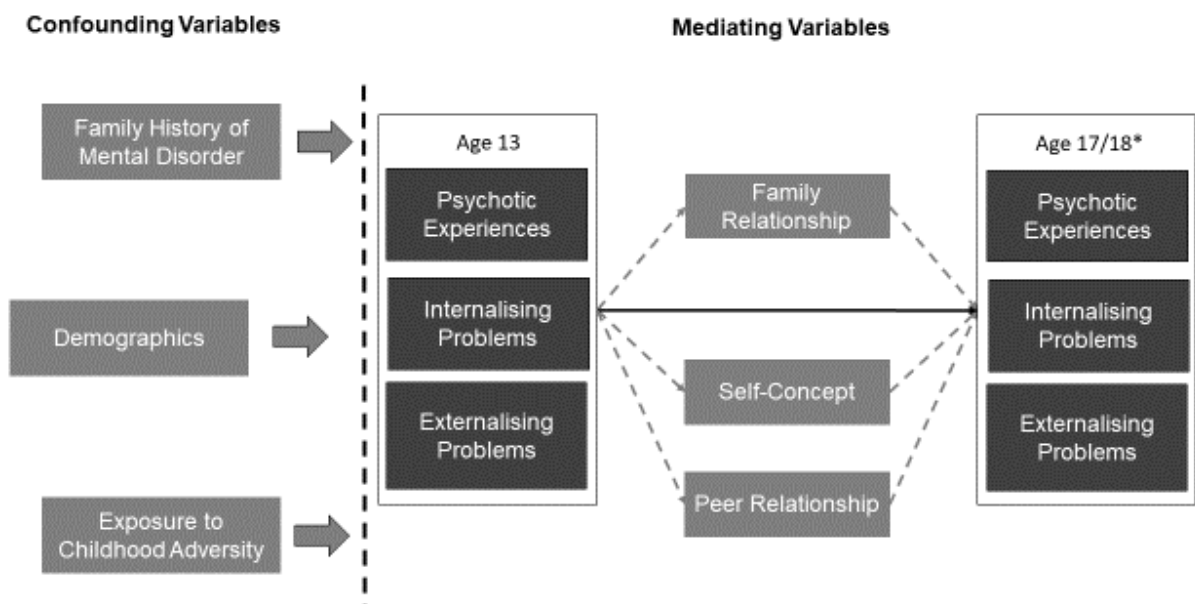 Confounding Variables
Mediating Variables
Family History of
Mental Disorder
Demographics
Exposure to
Childhood Adversity
Age 13
Psychotic
Experiences
Internalising
Problems
Externalising
Problems
Family
Relationship
Self-Concept
Peer Relationship
Age 17/18*
Psychotic
Experiences
Internalising
Problems
Externalising
Problems